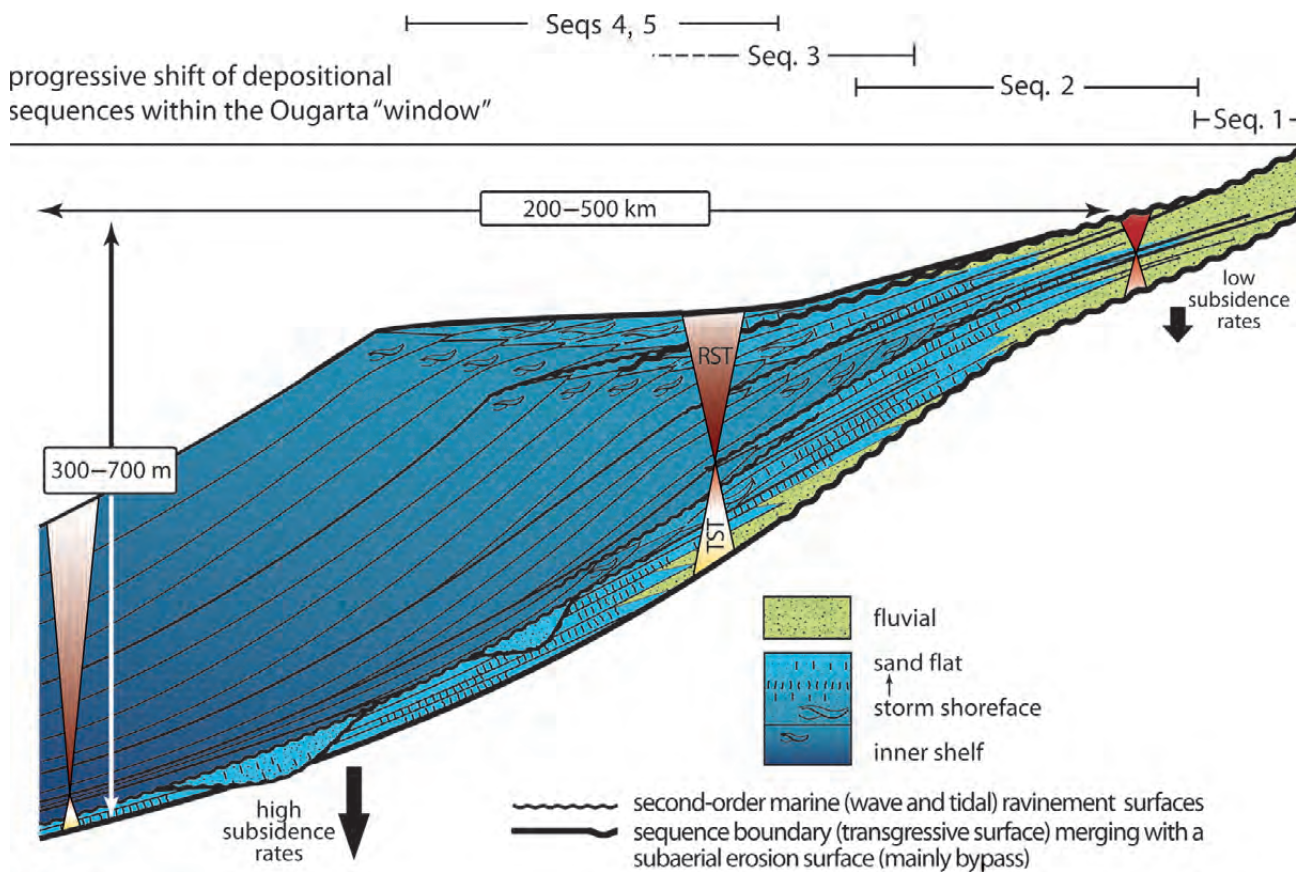 Seqs 4, 5
Seq. 3
progressive shift of depositional
sequences within the Ougarta “window”
Seq. 2
Seq. 1
200–500 km
low
subsidence
rates
RST
300–700 m
TST
fluvial
sand flat
storm shoreface
inner shelf
high
subsidence
rates
second-order marine (wave and tidal) ravinement surfaces
sequence boundary (transgressive surface) merging with a
subaerial erosion surface (mainly bypass)